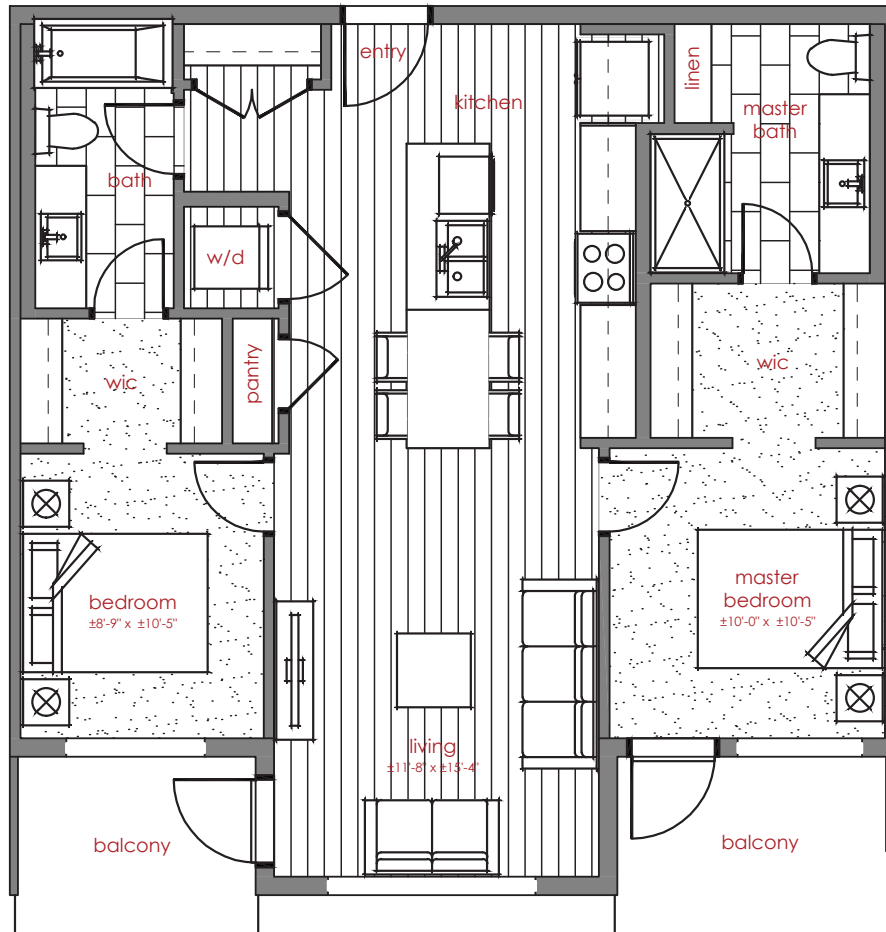 entry
linen
kitchen
master
bath
bath
w/d
wic
pantry
wic
bedroom
±8'-9" x ±10'-5"
master
bedroom
±10'-0" x ±10'-5"
living
±11'-8" x ±15'-4"
balcony
balcony